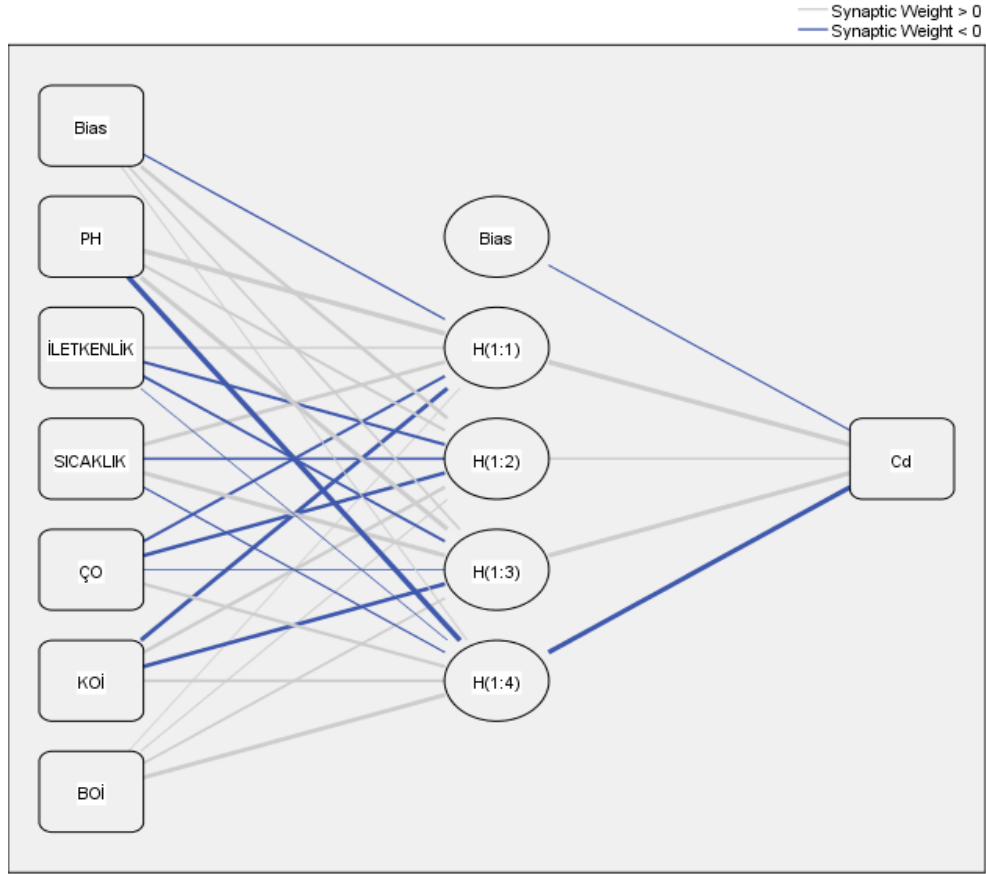 Synaptic Weight > 0
Synaptic Weight < 0
Bias
PH
İLETKENLİK
SICAKLIK
ÇO
KOİ
BOİ
Bias
H(1:1)
H(1:2)
H(1:3)
H(1:4)
Cd